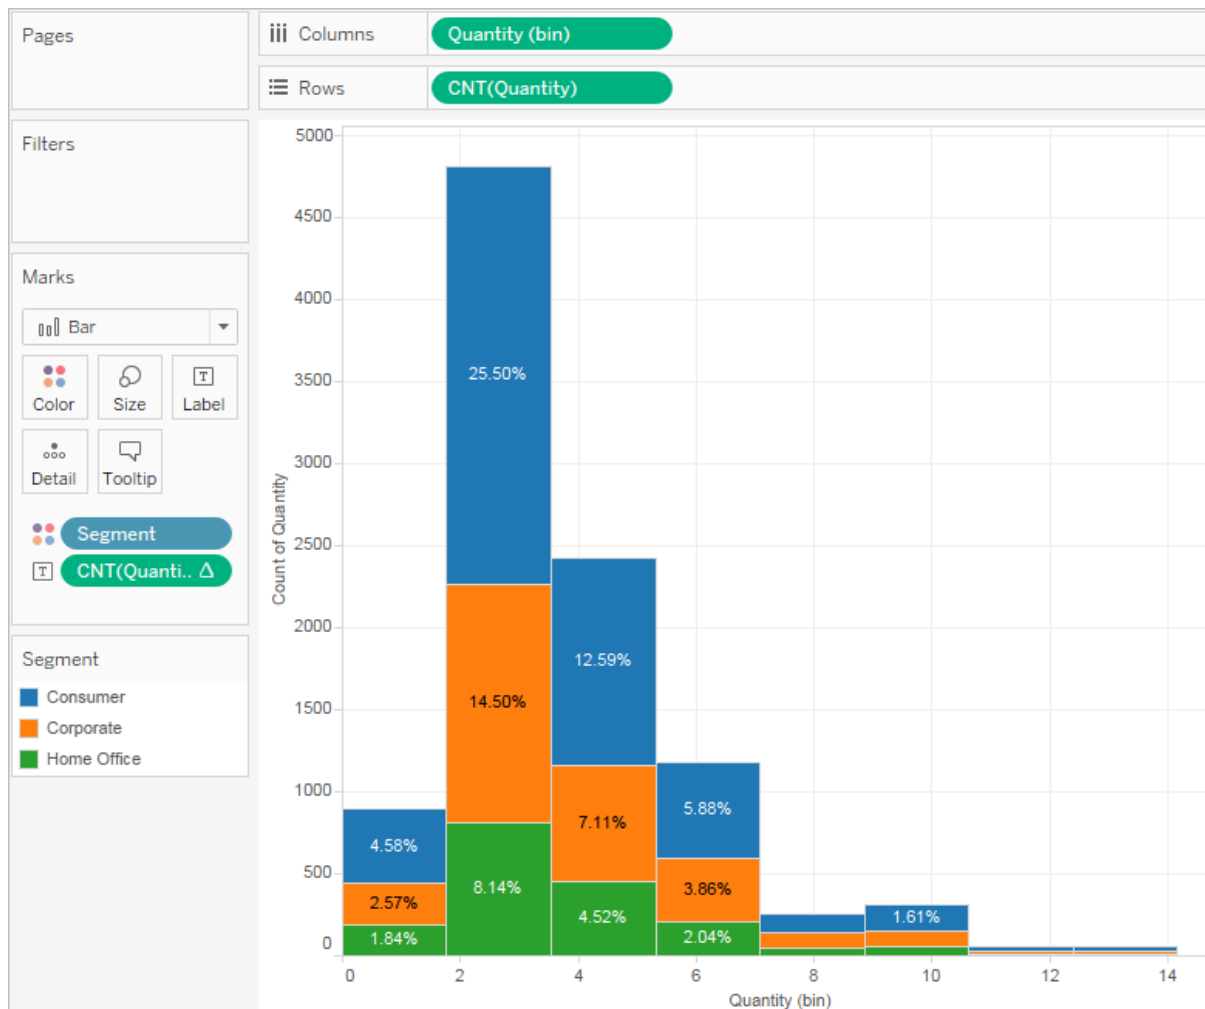 Pages
Columns
Quantity (bin)
Rows
CNT(Quantity)
Filters
Marks
Bar
Color
Size
Label
Detail
Tooltip
Segment
CNT(Quanti.. Δ
Segment
Consumer
Corporate
Home Office
Count of Quantity
5000
4500
4000
3500
3000
2500
2000
1500
1000
500
0
25.50%
14.50%
8.14%
12.59%
7.11%
4.52%
5.88%
3.86%
2.04%
4.58%
2.57%
1.84%
1.61%
0 2 4 6 8 10 12 14
Quantity (bin)